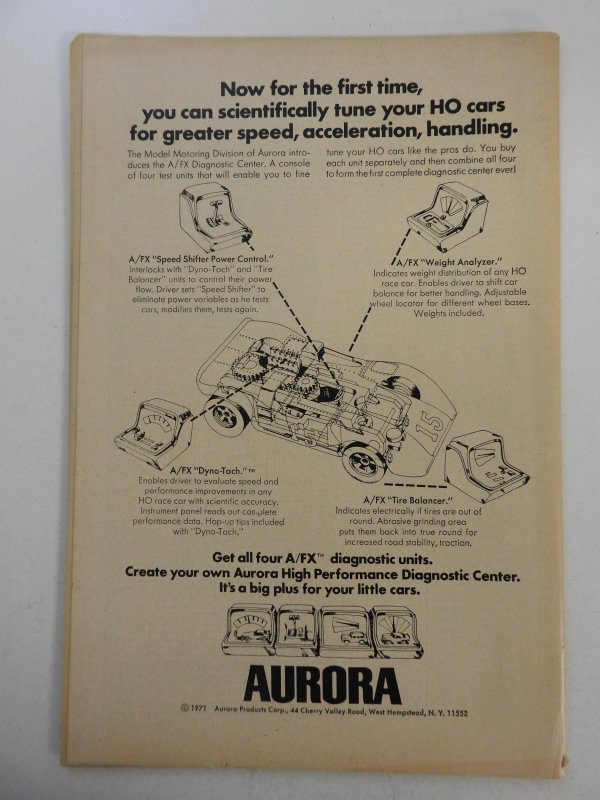 Now for the first time,
you can scientifically tune your HO cars
for greater speed, acceleration, handling.
The Model Motoring Division of Aurora intro-
duces the A/FX Diagnostic Center. A console
of four test units that will enable you to fine
tune your HO cars like the pros do. You buy
each unit separately and then combine all four
to form the first complete diagnostic center ever!
A/FX "Speed Shifter Power Control."
Interlocks with "Dyno-Tach" and "Tire
Balancer" units to control their power
flow. Driver sets "Speed Shifter" to
eliminate power variables as he tests
cars, modifies them, tests again.
A/FX "Weight Analyzer."
Indicates weight distribution of any HO
race car. Enables driver to shift car
balance for better handling. Adjustable
wheel locator for different wheel bases.
Weights included.
15
A/FX "Dyno-Tach."™
Enables driver to evaluate speed and
performance improvements in any
HO race car with scientific accuracy.
Instrument panel reads out complete
performance data. Hop-up tips included
with "Dyno-Tach."
A/FX "Tire Balancer."
Indicates electrically if tires are out of
round. Abrasive grinding area
puts them back into true round for
increased road stability, traction.
Get all four A/FX™ diagnostic units.
Create your own Aurora High Performance Diagnostic Center.
It's a big plus for your little cars.
AURORA
© 1971 Aurora Products Corp., 44 Cherry Valley Road, West Hempstead, N.Y. 11552